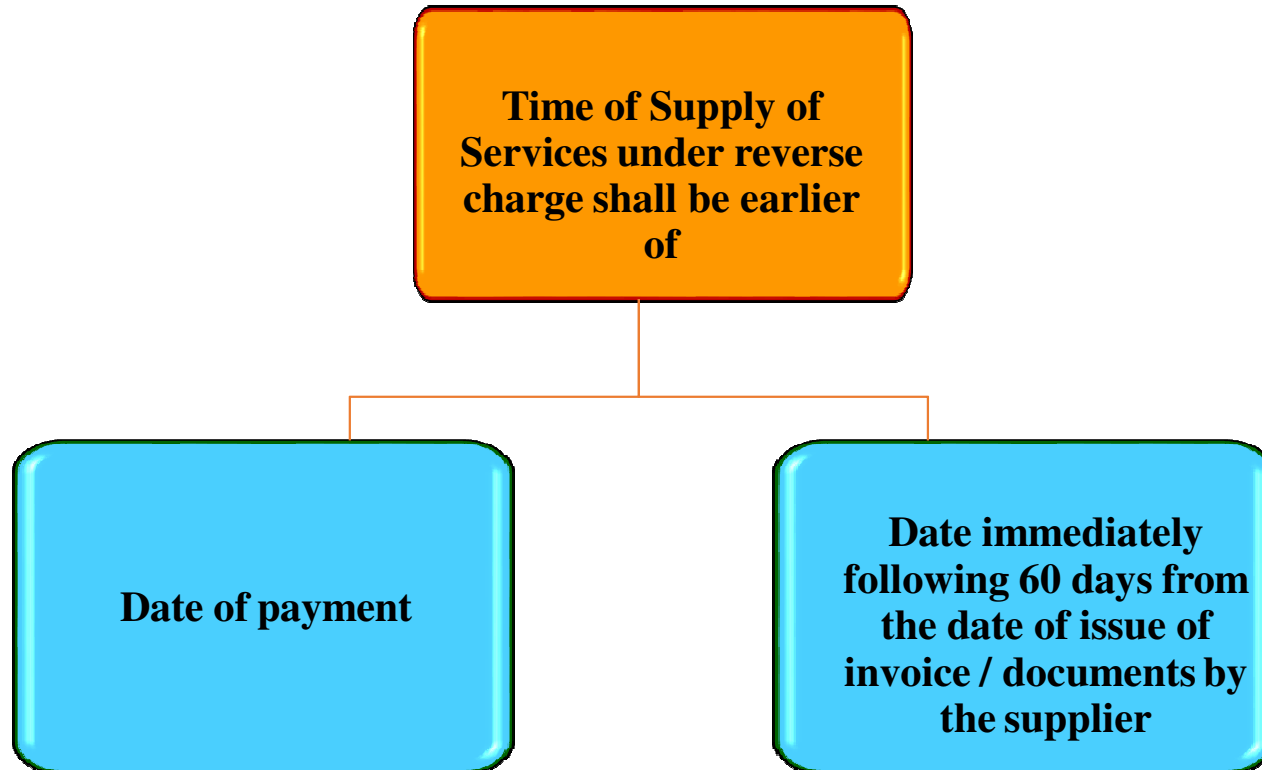 Time of Supply of
Services under reverse
charge shall be earlier
of
Date of payment
Date immediately
following 60 days from
the date of issue of
invoice / documents by
the supplier